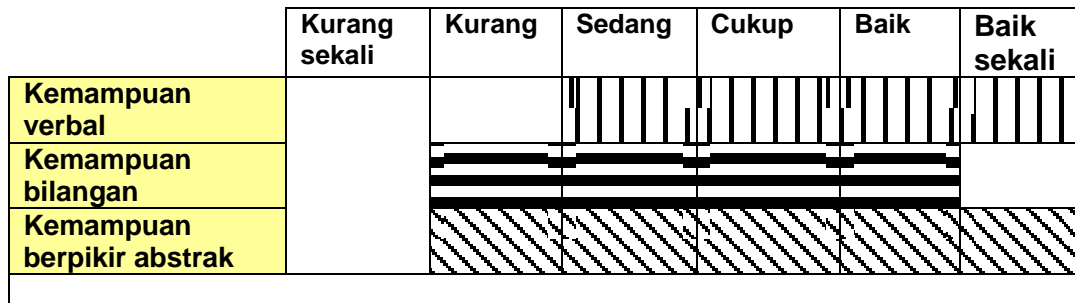 Kurang Kurang Sedang Cukup Baik Baik
sekali sekali
Kemampuan
verbal
Kemampuan
bilangan
Kemampuan
berpikir abstrak